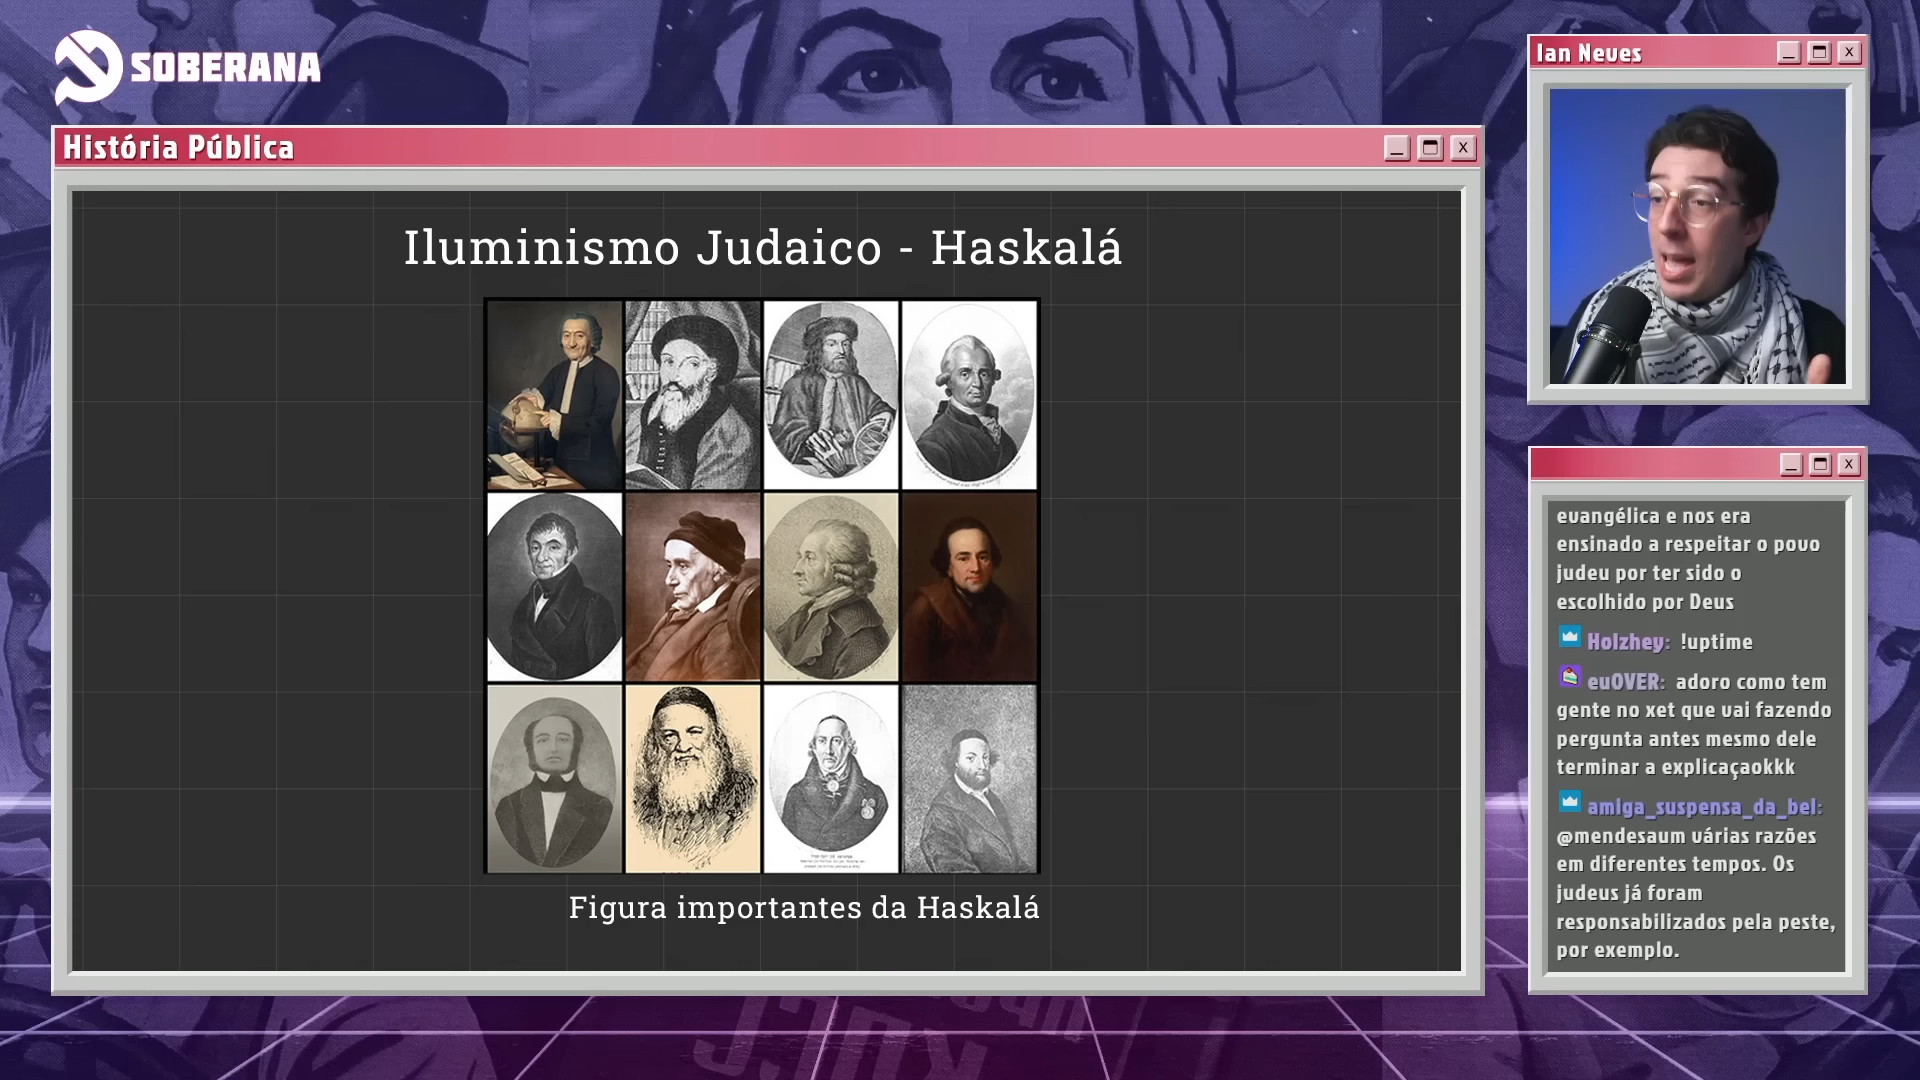 SOBERANA
História Pública
Iluminismo Judaico - Haskalá
Figura importantes da Haskalá
Ian Neves
evangélica e nos era
ensinado a respeitar o povo
judeu por ter sido o
escolhido por Deus
Holzhey: !uptime
euOVER: adoro como tem
gente no xet que vai fazendo
pergunta antes mesmo dele
terminar a explicaçaokkk
amiga_suspensa_da_bel:
@mendesaum várias razões
em diferentes tempos. Os
judeus já foram
responsabilizados pela peste,
por exemplo.